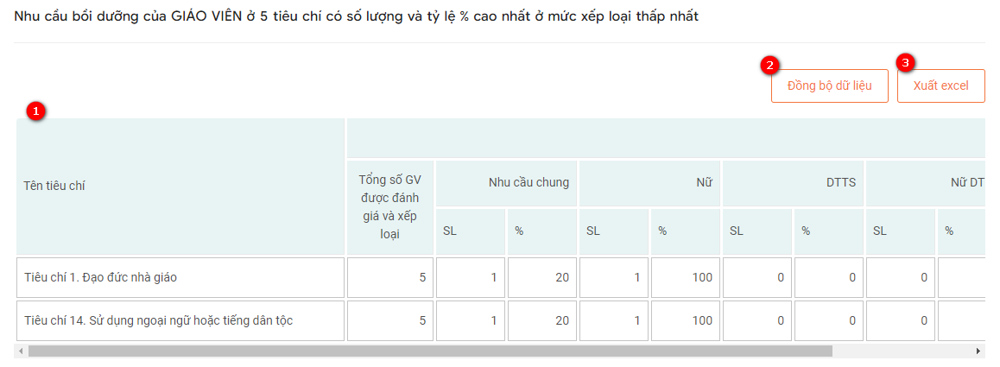 Nhu cầu bồi dưỡng của GIÁO VIÊN ở 5 tiêu chí có số lượng và tỷ lệ % cao nhất ở mức xếp loại thấp nhất
2
3
Đồng bộ dữ liệu
Xuất excel
1
Tên tiêu chí
Tổng số GV
được đánh
giá và xếp
loại
Nhu cầu chung
Nữ
DTTS
Nữ DT
SL % SL % SL % SL %
Tiêu chí 1. Đạo đức nhà giáo 5 1 20 1 100 0 0 0
Tiêu chí 14. Sử dụng ngoại ngữ hoặc tiếng dân tộc 5 1 20 1 100 0 0 0